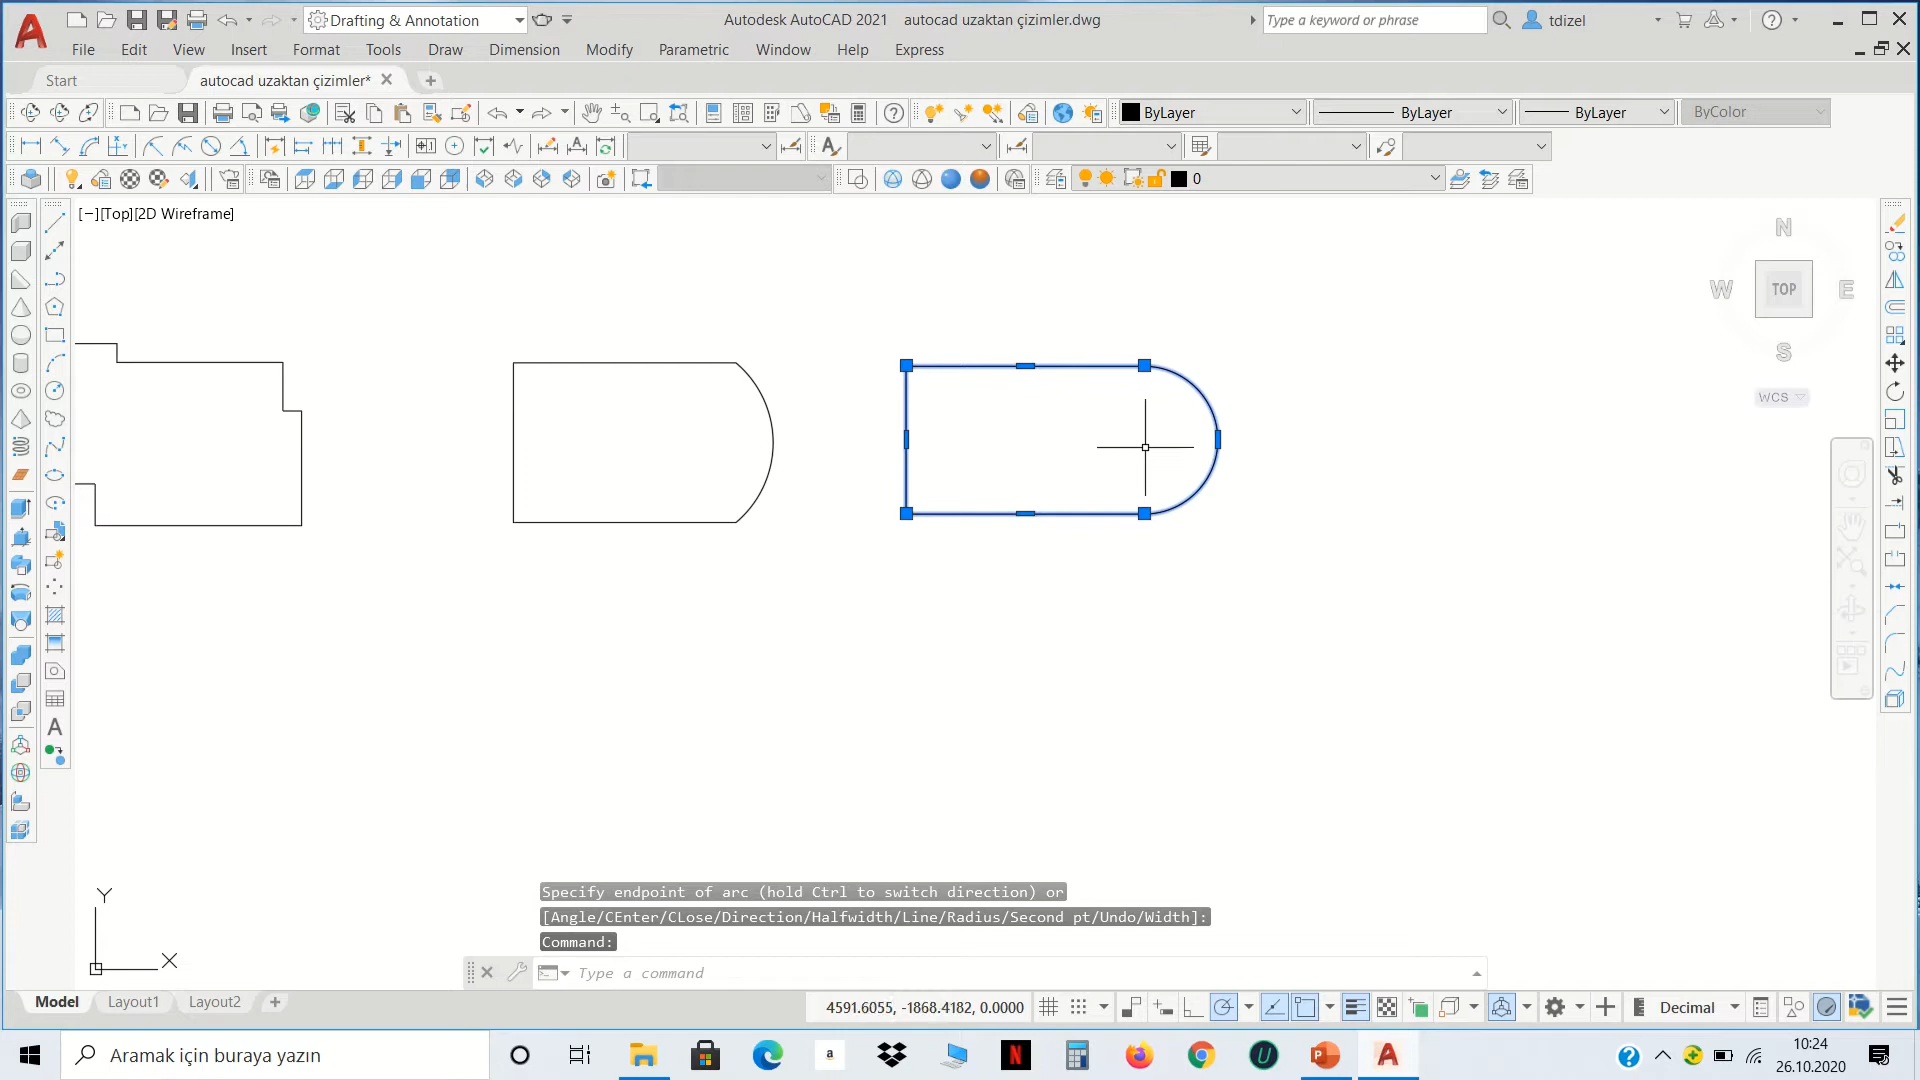 Drafting & Annotation
Autodesk AutoCAD 2021 autocad uzaktan çizimler.dwg
Type a keyword or phrase
tdizel
File Edit View Insert Format Tools Draw Dimension Modify Parametric Window Help Express
Start
autocad uzaktan çizimler*
ByLayer
ByLayer
ByLayer
ByColor
0
[−][Top][2D Wireframe]
N
W
TOP
E
S
WCS
A
Specify endpoint of arc (hold Ctrl to switch direction) or
[Angle/CEnter/CLose/Direction/Halfwidth/Line/Radius/Second pt/Undo/Width]:
Command:
Type a command
Y
X
Model Layout1 Layout2
4591.6055, -1868.4182, 0.0000
Decimal
Aramak için buraya yazın
10:24
26.10.2020